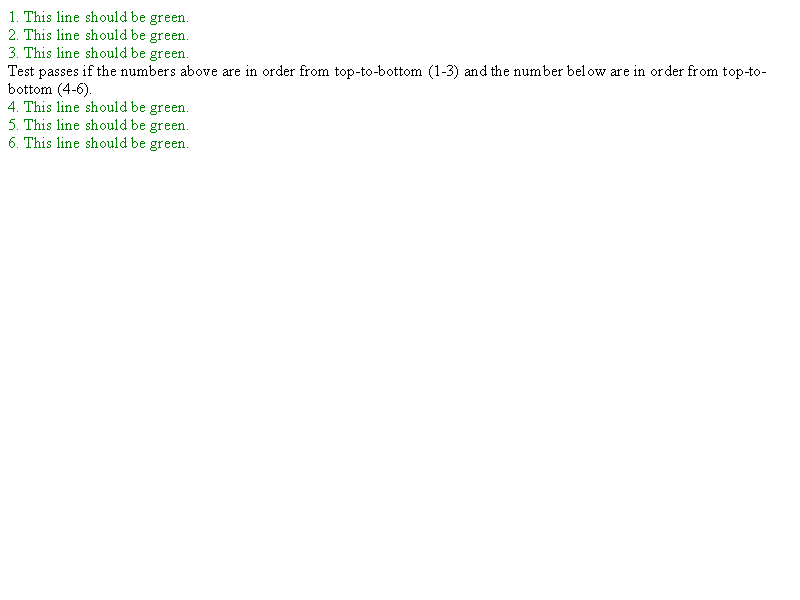 1. This line should be green.
2. This line should be green.
3. This line should be green.
Test passes if the numbers above are in order from top-to-bottom (1-3) and the number below are in order from top-to-
bottom (4-6).
4. This line should be green.
5. This line should be green.
6. This line should be green.